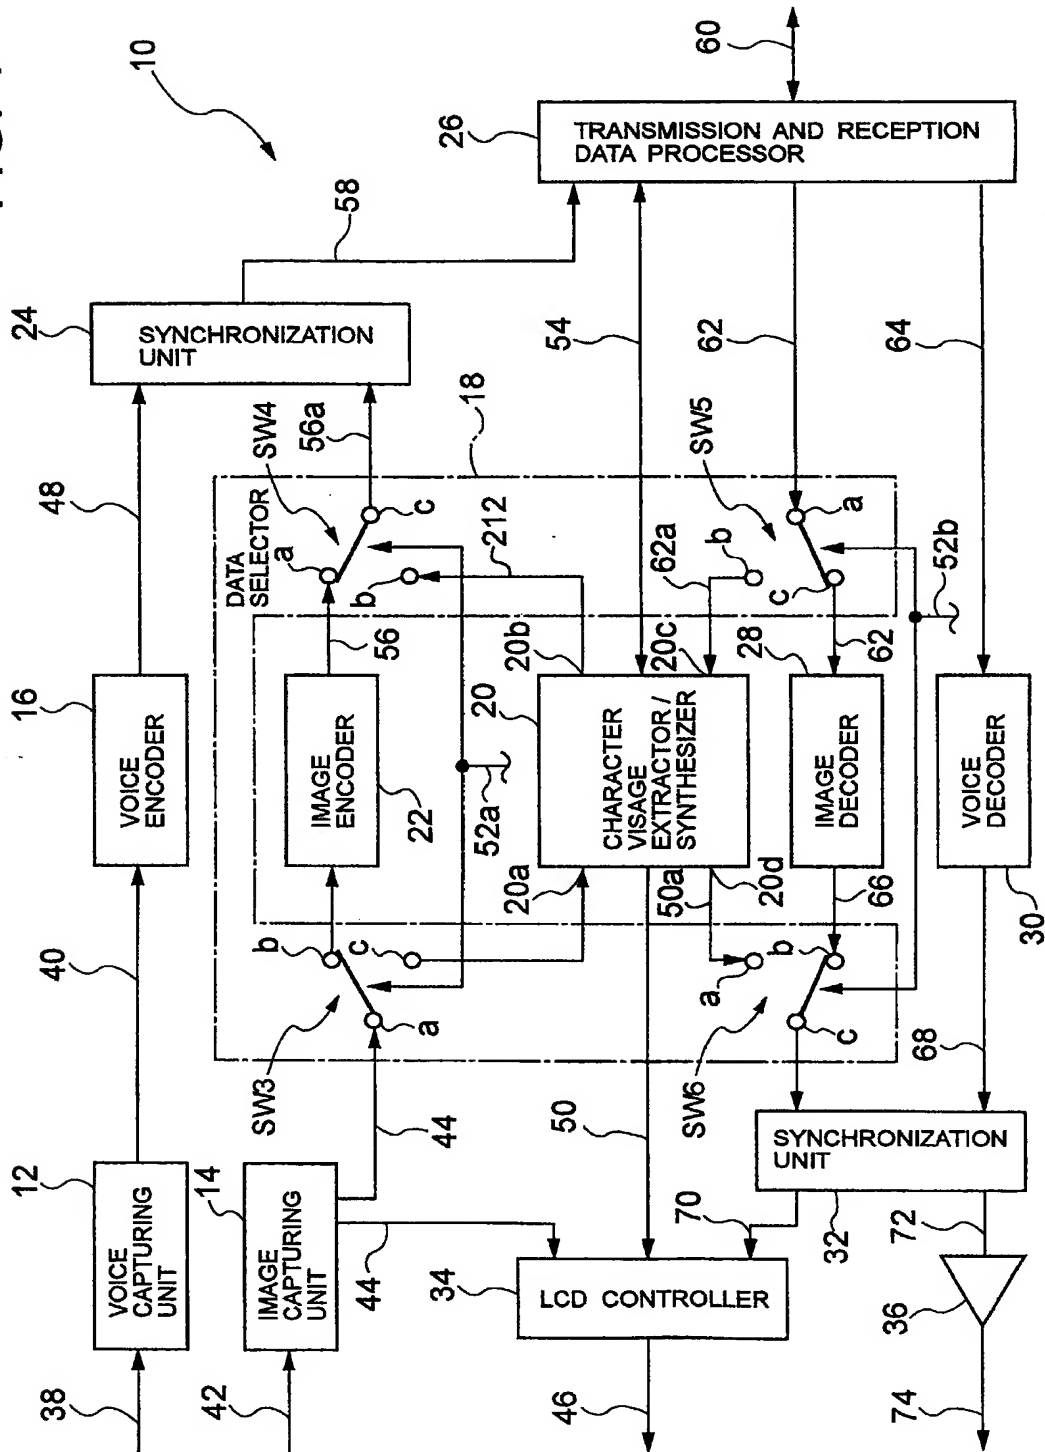 10
38
12
VOICE
CAPTURING
UNIT
40
16
VOICE
ENCODER
48
24
SYNCHRONIZATION
UNIT
58
42
14
IMAGE
CAPTURING
UNIT
44
44
SW3
a
b
c
IMAGE
ENCODER
22
56
DATA
SELECTOR
a
b
c
SW4
56a
18
52a
212
20a
20
20b
CHARACTER
VISAGE
EXTRACTOR/
SYNTHESIZER
20c
20d
50a
50
54
26
TRANSMISSION AND RECEPTION
DATA PROCESSOR
60
34
LCD CONTROLLER
46
70
SW6
a
b
c
66
28
IMAGE
DECODER
62
62a
b
c
a
SW5
62
52b
SYNCHRONIZATION
UNIT
32
68
VOICE
DECODER
30
64
72
36
74